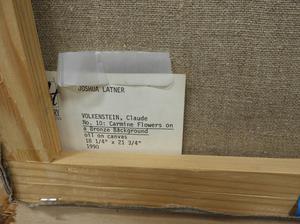 JOSHUA LATNER
VOLKENSTEIN, Claude
No. 10: Carmine Flowers on
a Bronze Background
oil on canvas
18 1/4" x 21 3/4"
1990